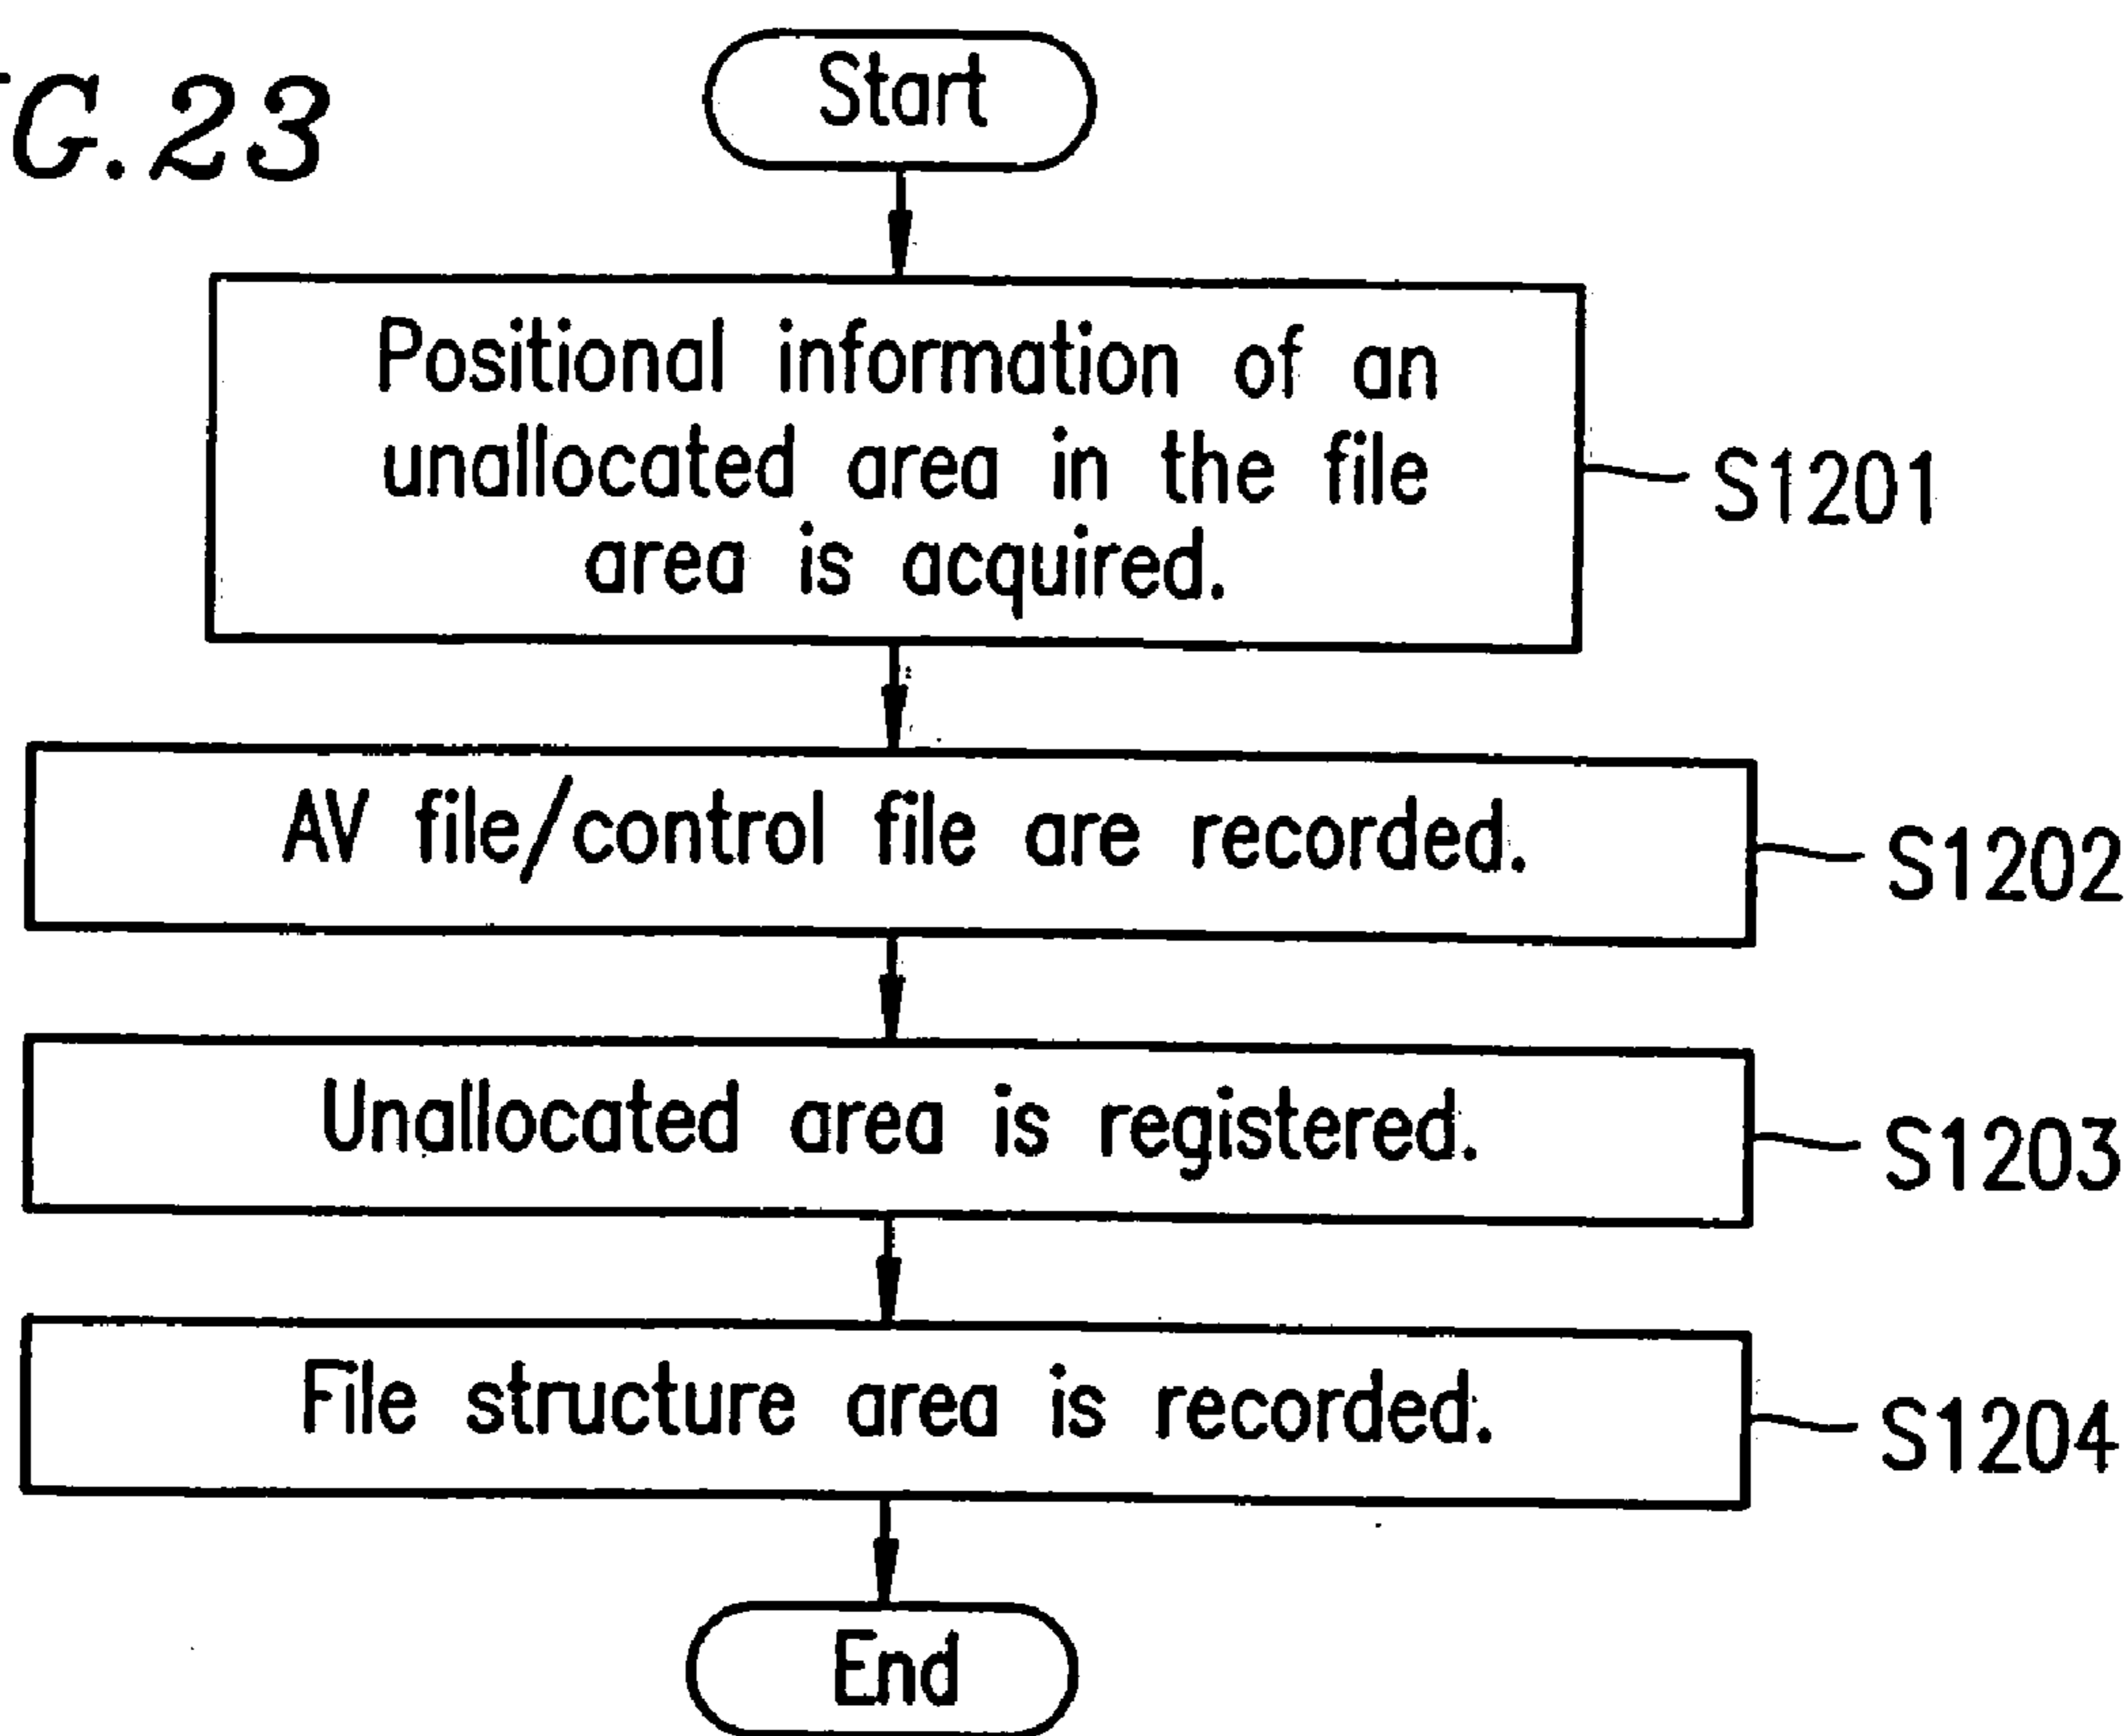 G.23
Start
Positional information of an
unallocated area in the file
area is acquired.
S1201
AV file/control file are recorded.
S1202
Unallocated area is registered.
S1203
File structure area is recorded.
S1204
End